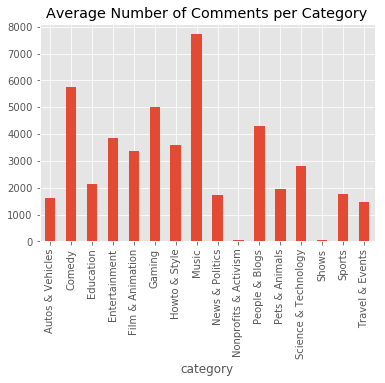 Average Number of Comments per Category
8000
7000
6000
5000
4000
3000
2000
1000
0
Autos & Vehicles
Comedy
Education
Entertainment
Film & Animation
Gaming
Howto & Style
Music
News & Politics
Nonprofits & Activism
People & Blogs
Pets & Animals
Science & Technology
Shows
Sports
Travel & Events
category